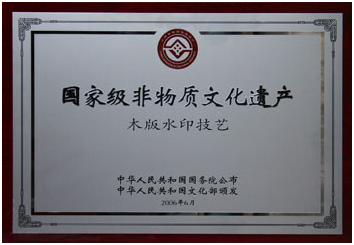 国家级非物质文化遗产
木版水印技艺
中华人民共和国国务院公布
中华人民共和国文化部颁发
2006年6月